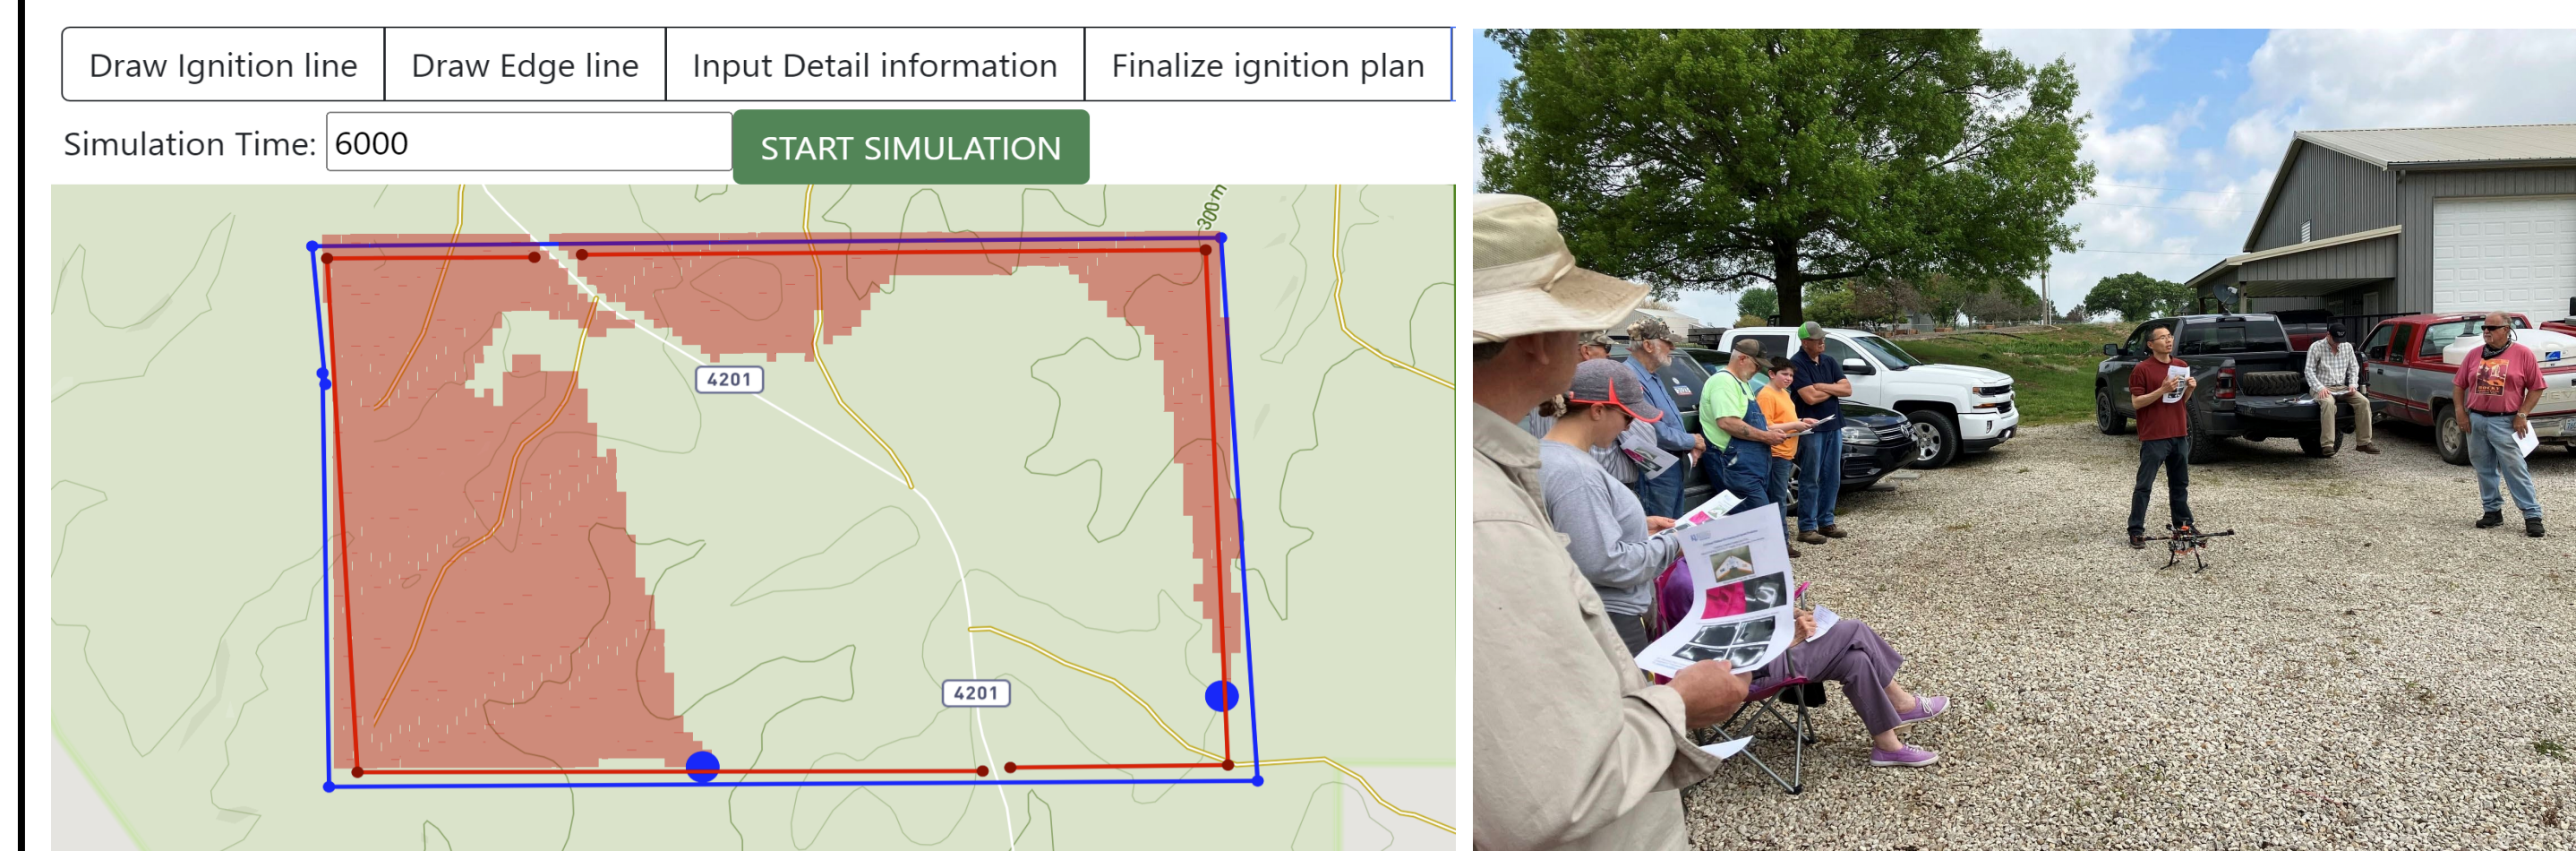 Draw Ignition line
Draw Edge line
Input Detail information
Finalize ignition plan
Simulation Time: 6000
START SIMULATION
300 m
4201
4201